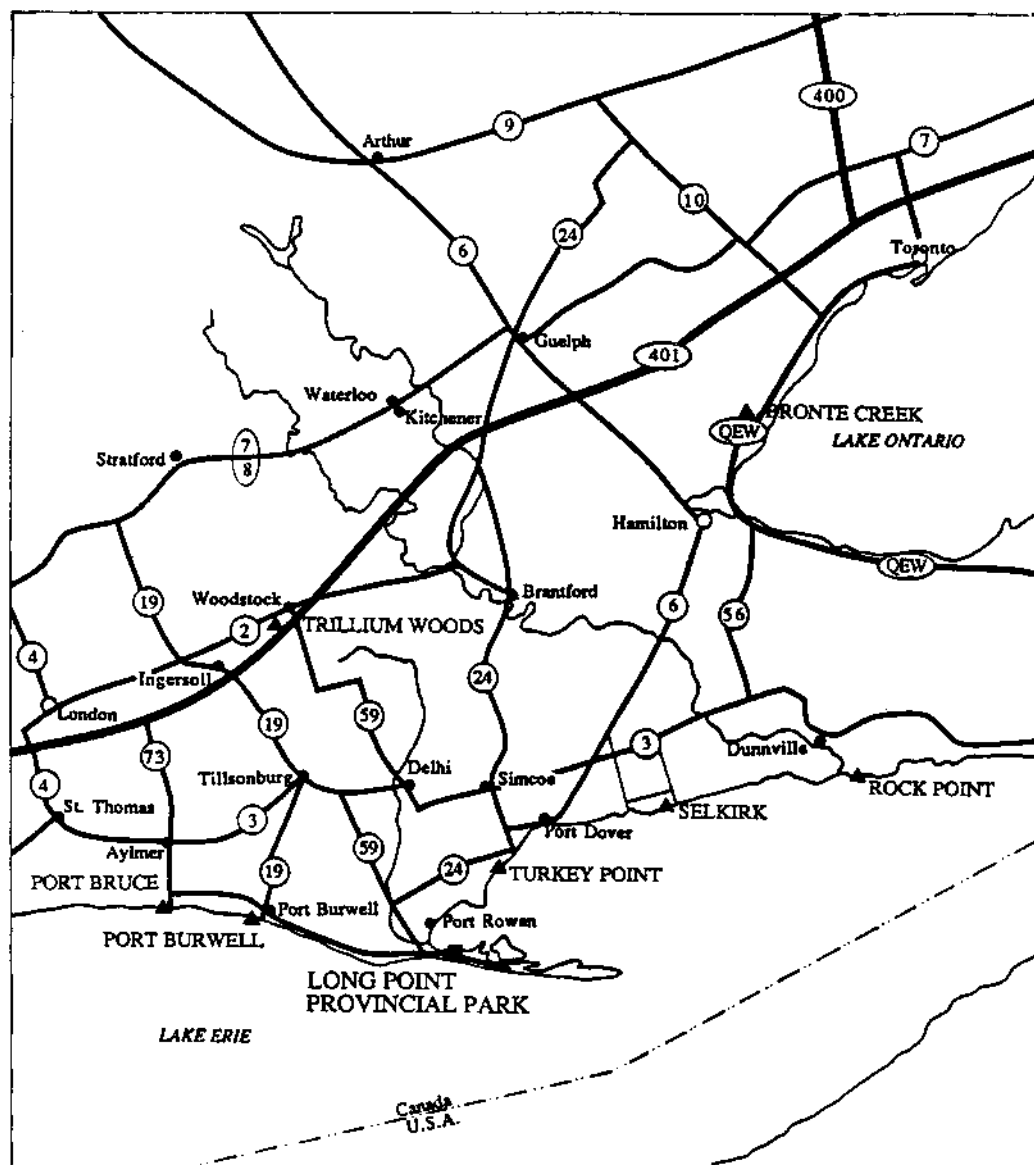 400
9
7
Arthur
10
24
6
Toronto
Guelph
401
Waterloo
Kitchener
BRONTE CREEK
QEW
LAKE ONTARIO
Stratford
7
8
Hamilton
QEW
19
Woodstock
Brantford
6
56
2
TRILLIUM WOODS
4
Ingersoll
24
London
59
19
73
3
Dunnville
Tillsonburg
Delhi
Simcoe
4
ROCK POINT
St. Thomas
SELKIRK
3
Port Dover
Aylmer
59
24
19
TURKEY POINT
PORT BRUCE
Port Burwell
Port Rowan
PORT BURWELL
LONG POINT
PROVINCIAL PARK
LAKE ERIE
Canada
U.S.A.